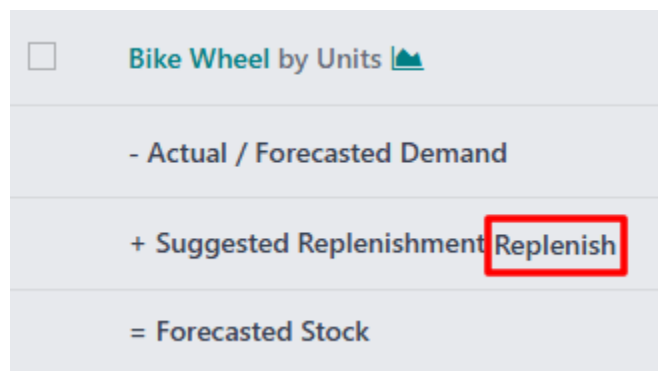 Bike Wheel by Units
- Actual / Forecasted Demand
+ Suggested Replenishment Replenish
= Forecasted Stock